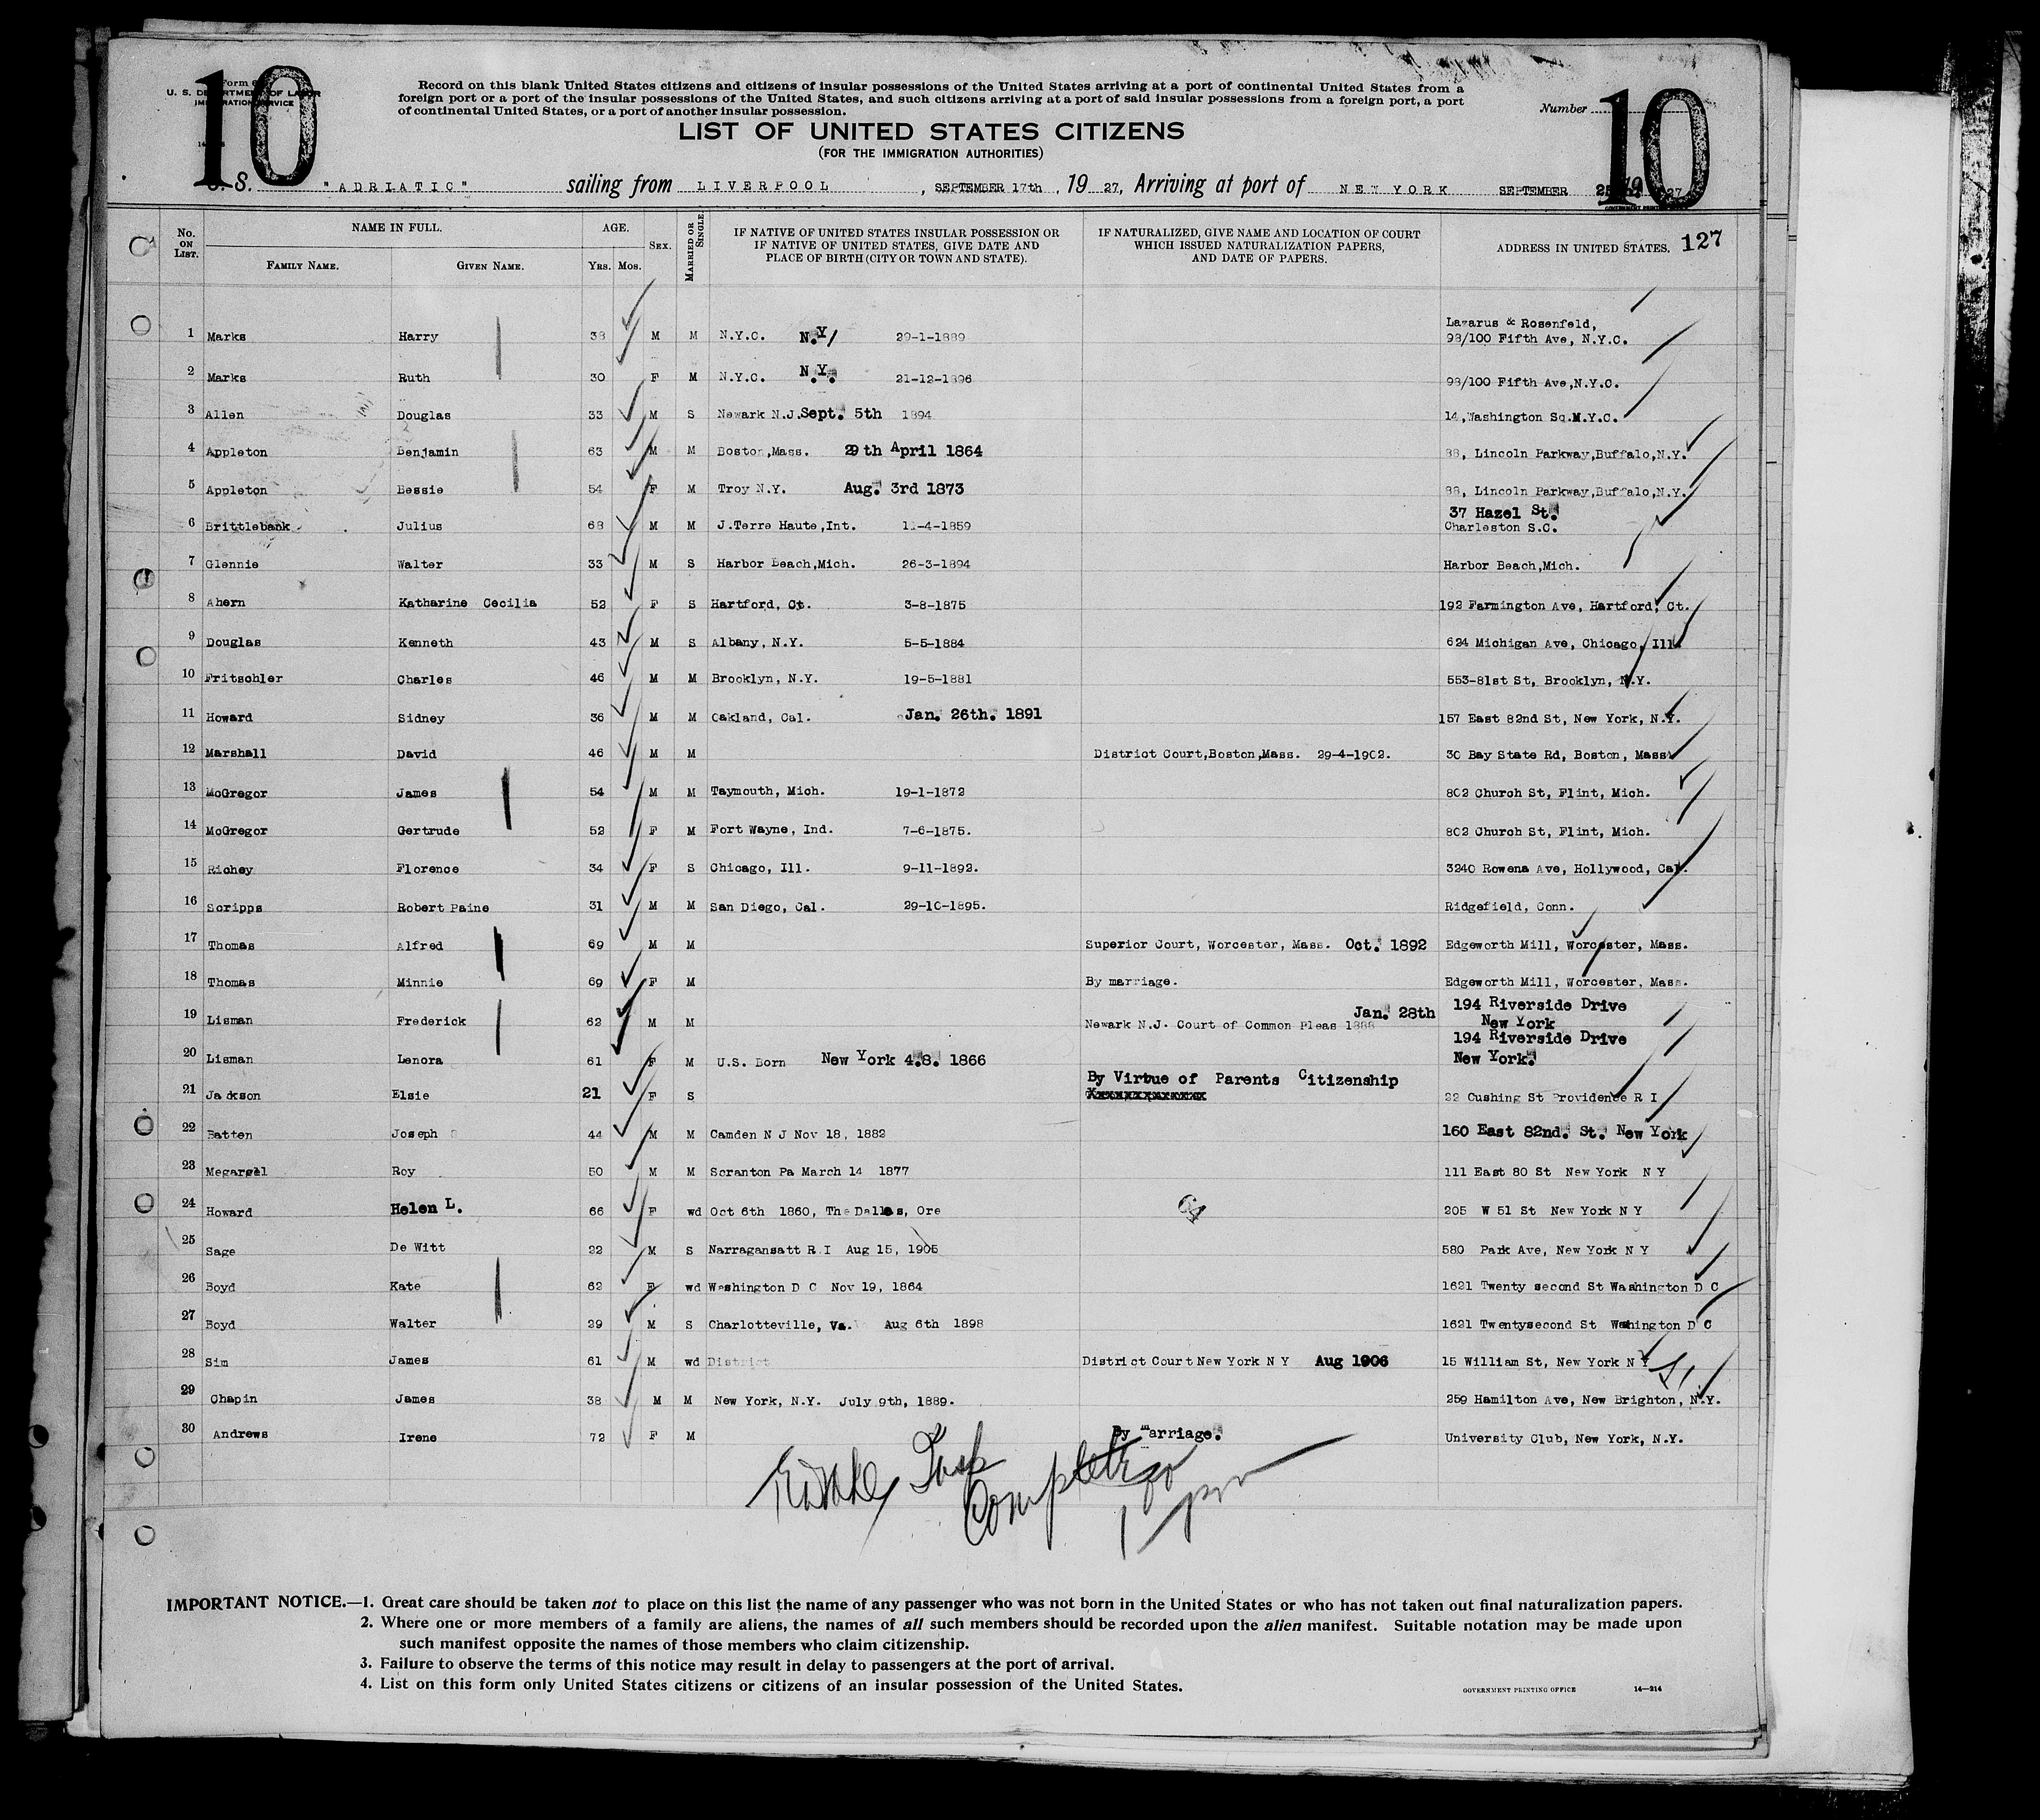 10
Form 6
U. S. DEPARTMENT OF LABOR
IMMIGRATION SERVICE
Record on this blank United States citizens and citizens of insular possessions of the United States arriving at a port of continental United States from a
foreign port or a port of the insular possessions of the United States, and such citizens arriving at a port of said insular possessions from a foreign port, a port
of continental United States, or a port of another insular possession.
Number
10
LIST OF UNITED STATES CITIZENS
(FOR THE IMMIGRATION AUTHORITIES)
S. "ADRIATIC" sailing from LIVERPOOL, SEPTEMBER 17th, 1927, Arriving at port of NEW YORK SEPTEMBER 27
No. ON LIST. NAME IN FULL. AGE. SEX. MARRIED OR SINGLE IF NATIVE OF UNITED STATES INSULAR POSSESSION OR IF NATIVE OF UNITED STATES, GIVE DATE AND PLACE OF BIRTH (CITY OR TOWN AND STATE). IF NATURALIZED, GIVE NAME AND LOCATION OF COURT WHICH ISSUED NATURALIZATION PAPERS, AND DATE OF PAPERS. ADDRESS IN UNITED STATES. 127
FAMILY NAME. GIVEN NAME. YRS. MOS.
1 Marks Harry 38 M M N.Y.C. N.Y/ 29-1-1889 Lazarus & Rosenfeld, 98/100 Fifth Ave, N.Y.C.
2 Marks Ruth 30 F M N.Y.C. N.Y. 21-12-1896 98/100 Fifth Ave,N.Y.C.
3 Allen Douglas 33 M S Newark N.J. Sept. 5th 1894 14,Washington Sq.M.Y.C.
4 Appleton Benjamin 63 M M Boston,Mass. 29th April 1864 88, Lincoln Parkway,Buffalo,N.Y.
5 Appleton Bessie 54 F M Troy N.Y. Aug. 3rd 1873 88, Lincoln Parkway,Buffalo,N.Y.
6 Brittlebank Julius 68 M M J.Terre Haute,Int. 11-4-1859 37 Hazel St. Charleston S.C.
7 Glennie Walter 33 M S Harbor Beach,Mich. 26-3-1894 Harbor Beach,Mich.
8 Ahern Katharine Cecilia 52 F S Hartford, Ct. 3-8-1875 192 Farmington Ave, Hartford, Ct.
9 Douglas Kenneth 43 M S Albany, N.Y. 5-5-1884 624 Michigan Ave, Chicago, Ill.
10 Fritschler Charles 46 M M Brooklyn, N.Y. 19-5-1881 553-81st St, Brooklyn, N.Y.
11 Howard Sidney 36 M M Oakland, Cal. Jan. 26th. 1891 157 East 82nd St, New York, N.Y.
12 Marshall David 46 M M District Court,Boston,Mass. 29-4-1902. 30 Bay State Rd, Boston, Mass
13 McGregor James 54 M M Taymouth, Mich. 19-1-1872 802 Church St, Flint, Mich.
14 McGregor Gertrude 52 F M Fort Wayne, Ind. 7-6-1875. 802 Church St, Flint, Mich.
15 Richey Florence 34 F S Chicago, Ill. 9-11-1892. 3240 Rowena Ave, Hollywood, Cal.
16 Scripps Robert Paine 31 M M San Diego, Cal. 29-10-1895. Ridgefield, Conn.
17 Thomas Alfred 69 M M Superior Court, Worcester, Mass. Oct. 1892 Edgeworth Mill, Worcester, Mass.
18 Thomas Minnie 69 F M By marriage. Edgeworth Mill, Worcester, Mass.
19 Lisman Frederick 62 M M Newark N.J. Court of Common Pleas 1888 Jan. 28th 194 Riverside Drive New York
20 Lisman Lenora 61 F M U.S. Born New York 4.8. 1866 194 Riverside Drive New York.
21 Jackson Elsie 21 F S By Virtue of Parents Citizenship 22 Cushing St Providence R I
22 Batten Joseph 44 M M Camden N J Nov 18, 1882 160 East 82nd. St. New York
23 Megargel Roy 50 M M Scranton Pa March 14 1877 111 East 80 St New York N Y
24 Howard Helen L. 66 F wd Oct 6th 1860, The Dallas, Ore 64 205 W 51 St New York N Y
25 Sage De Witt 22 M S Narragansatt R.I Aug 15, 1905 580 Park Ave, New York N Y
26 Boyd Kate 62 F wd Washington D C Nov 19, 1864 1621 Twenty second St Washington D C
27 Boyd Walter 29 M S Charlotteville, Va. Aug 6th 1898 1621 Twentysecond St Washington D C
28 Sim James 61 M wd District District Court New York N Y Aug 1906 15 William St, New York N Y
29 Chapin James 38 M M New York, N.Y. July 9th, 1889. 259 Hamilton Ave, New Brighton, N.Y.
30 Andrews Irene 72 F M By marriage. University Club, New York, N.Y.
IMPORTANT NOTICE.—1. Great care should be taken not to place on this list the name of any passenger who was not born in the United States or who has not taken out final naturalization papers.
2. Where one or more members of a family are aliens, the names of all such members should be recorded upon the alien manifest. Suitable notation may be made upon
such manifest opposite the names of those members who claim citizenship.
3. Failure to observe the terms of this notice may result in delay to passengers at the port of arrival.
4. List on this form only United States citizens or citizens of an insular possession of the United States.
GOVERNMENT PRINTING OFFICE 14—214